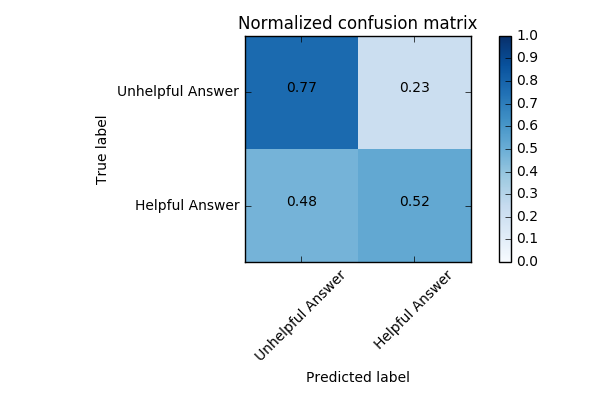 Normalized confusion matrix
True label
Unhelpful Answer
0.77
0.23
Helpful Answer
0.48
0.52
Unhelpful Answer
Helpful Answer
Predicted label
1.0
0.9
0.8
0.7
0.6
0.5
0.4
0.3
0.2
0.1
0.0